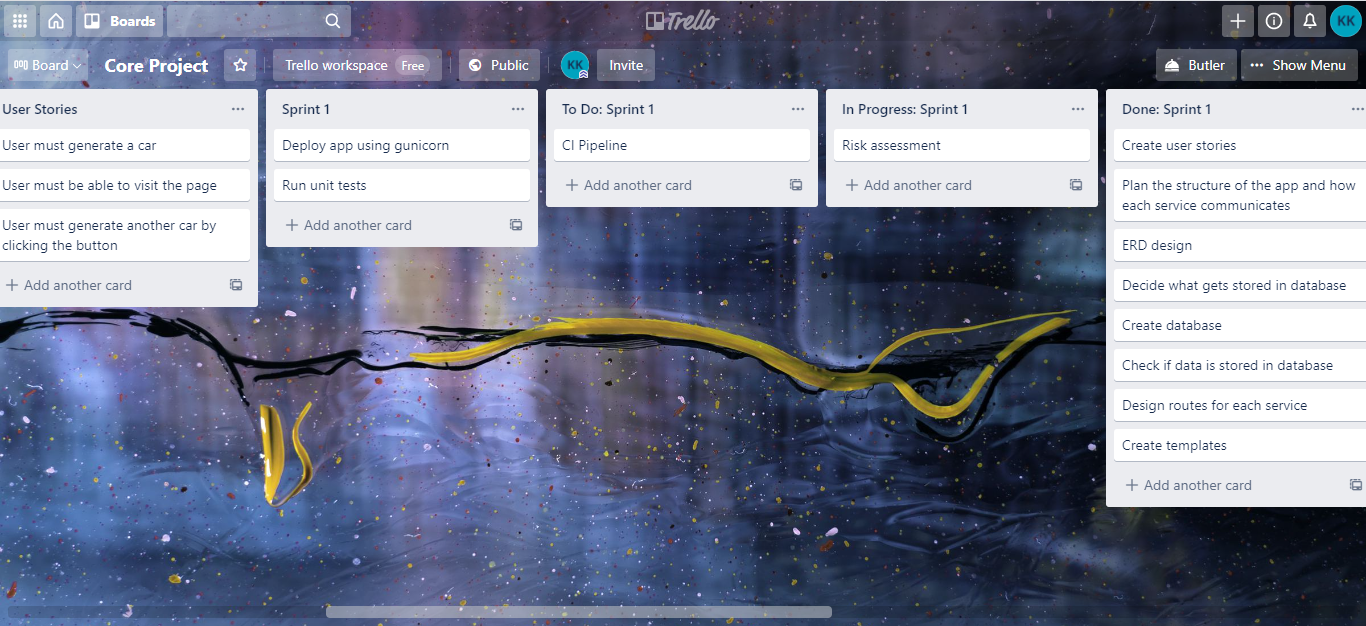 Boards
Trello
KK
Board
Core Project
Trello workspace Free
Public
KK
Invite
Butler
Show Menu
User Stories
User must generate a car
User must be able to visit the page
User must generate another car by
clicking the button
Add another card
Sprint 1
Deploy app using gunicorn
Run unit tests
Add another card
To Do: Sprint 1
CI Pipeline
Add another card
In Progress: Sprint 1
Risk assessment
Add another card
Done: Sprint 1
Create user stories
Plan the structure of the app and how
each service communicates
ERD design
Decide what gets stored in database
Create database
Check if data is stored in database
Design routes for each service
Create templates
Add another card